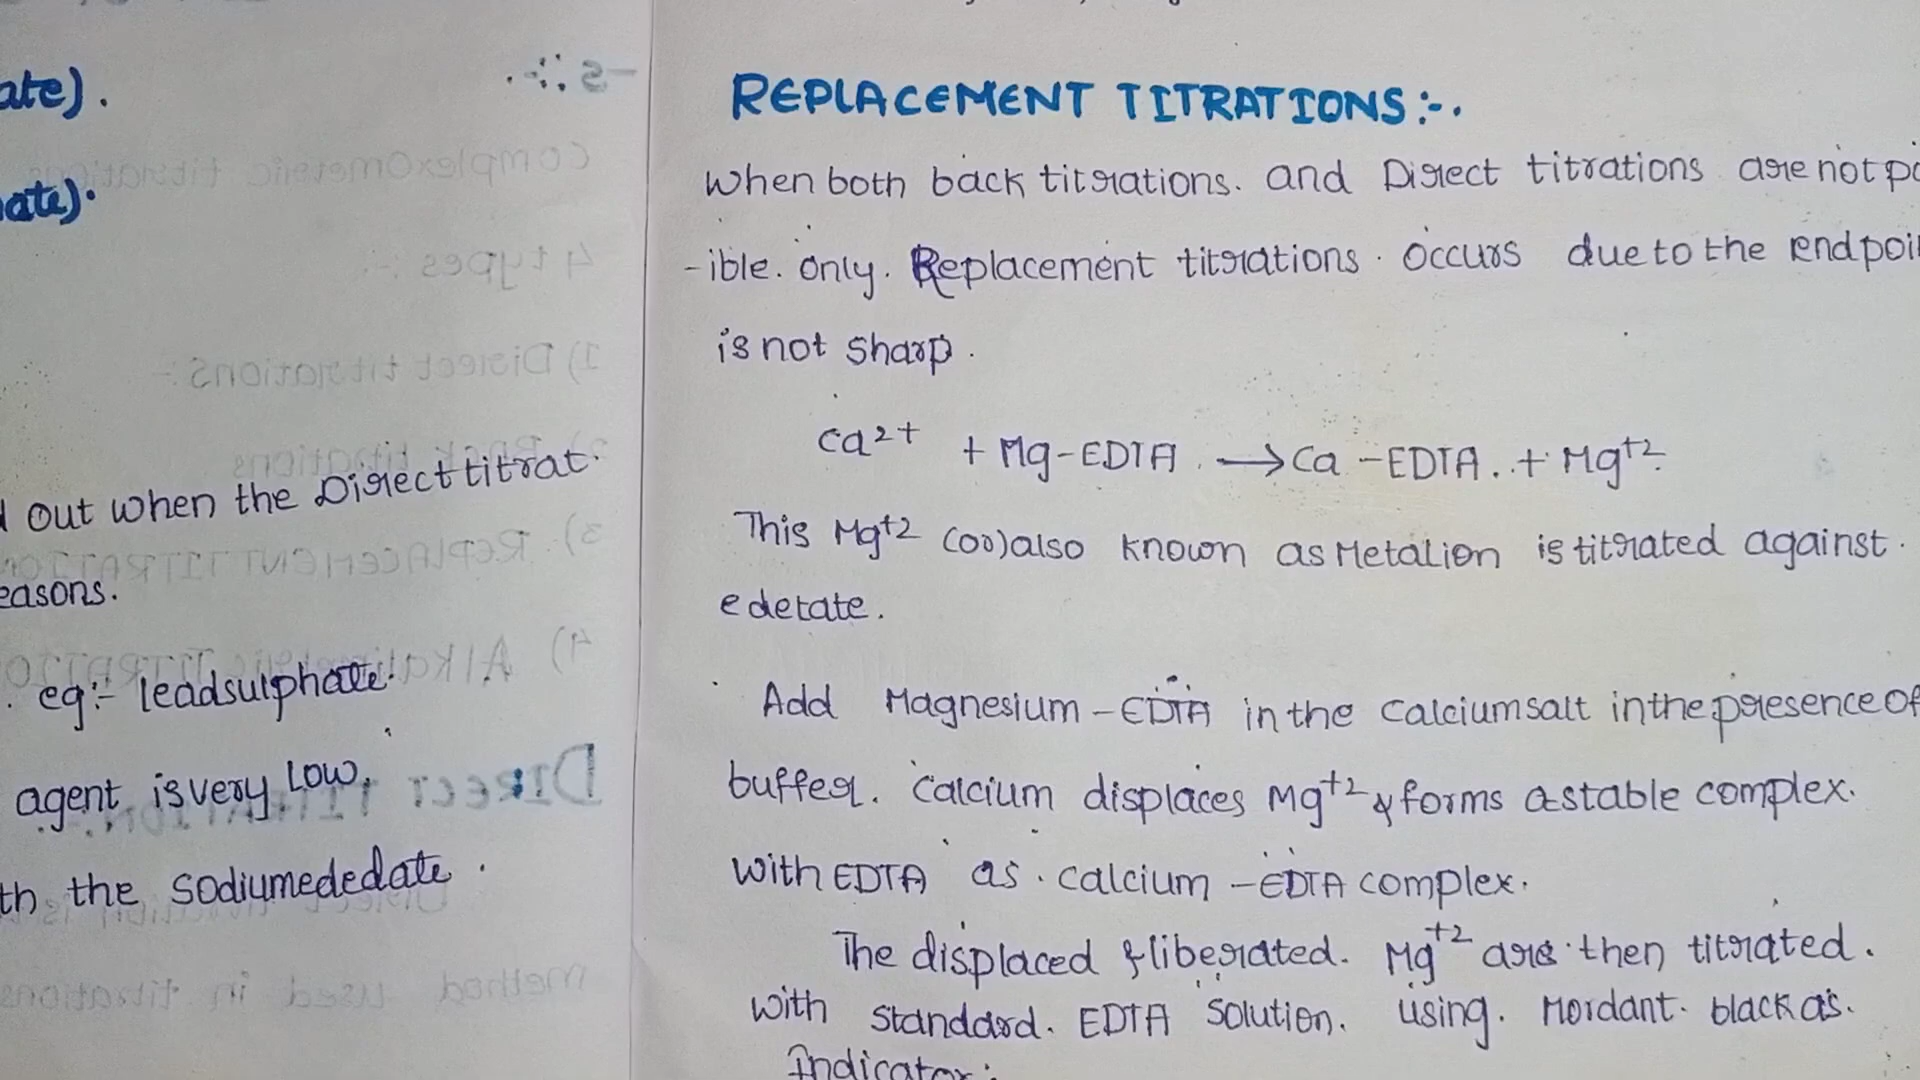 ate).
ate).
out when the Direct titrat.
easons.
eg:- leadsulphate.
agent is very Low.
th the sodiumededate.
REPLACEMENT TITRATIONS:-.
When both back titrations. and Direct titrations are not
-ible. only. Replacement titrations. occurs due to the endpoi
is not sharp.
Ca2+ + Mg-EDTA. → Ca-EDTA. + Mg+2.
This Mg+2 (or) also known as Metalion is titrated against.
edetate.
Add Magnesium-EDTA in the Calcium salt in the presence of
buffer. Calcium displaces Mg+2 & forms a stable complex.
with EDTA as. calcium-EDTA complex.
The displaced & liberated. Mg+2 are then titrated.
with standard. EDTA solution. using. Mordant. black as.
Indicator: